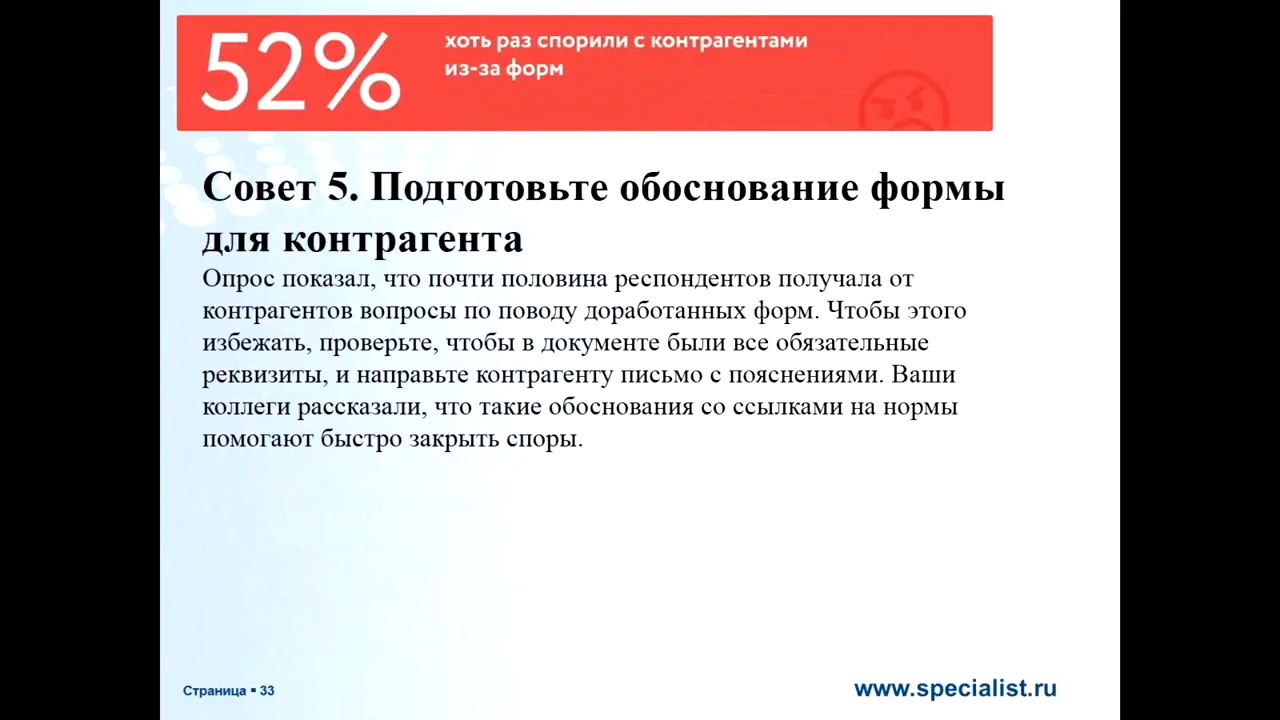 52%
хоть раз спорили с контрагентами
из-за форм
Совет 5. Подготовьте обоснование формы
для контрагента
Опрос показал, что почти половина респондентов получала от
контрагентов вопросы по поводу доработанных форм. Чтобы этого
избежать, проверьте, чтобы в документе были все обязательные
реквизиты, и направьте контрагенту письмо с пояснениями. Ваши
коллеги рассказали, что такие обоснования со ссылками на нормы
помогают быстро закрыть споры.
Страница ▪ 33
www.specialist.ru